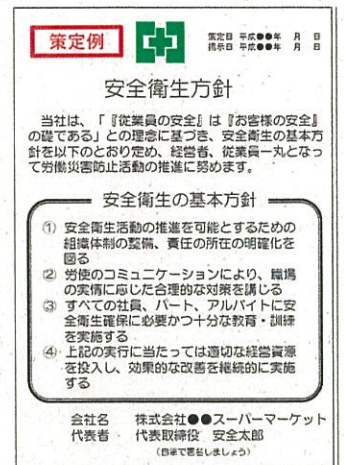 策定例
策定日 平成●●年 月 日
掲示日 平成●●年 月 日
安全衛生方針
当社は、「『従業員の安全』は『お客様の安全』
の礎である」との理念に基づき、安全衛生の基本方
針を以下のとおり定め、経営者、従業員一丸となっ
て労働災害防止活動の推進に努めます。
安全衛生の基本方針
① 安全衛生活動の推進を可能とするための
組織体制の整備、責任の所在の明確化を
図る
② 労使のコミュニケーションにより、職場
の実情に応じた合理的な対策を講じる
③ すべての社員、パート、アルバイトに安
全衛生確保に必要かつ十分な教育・訓練
を実施する
④ 上記の実行に当たっては適切な経営資源
を投入し、効果的な改善を継続的に実施
する
会社名 株式会社●●スーパーマーケット
代表者 代表取締役 安全太郎
(自筆で署名しましょう)